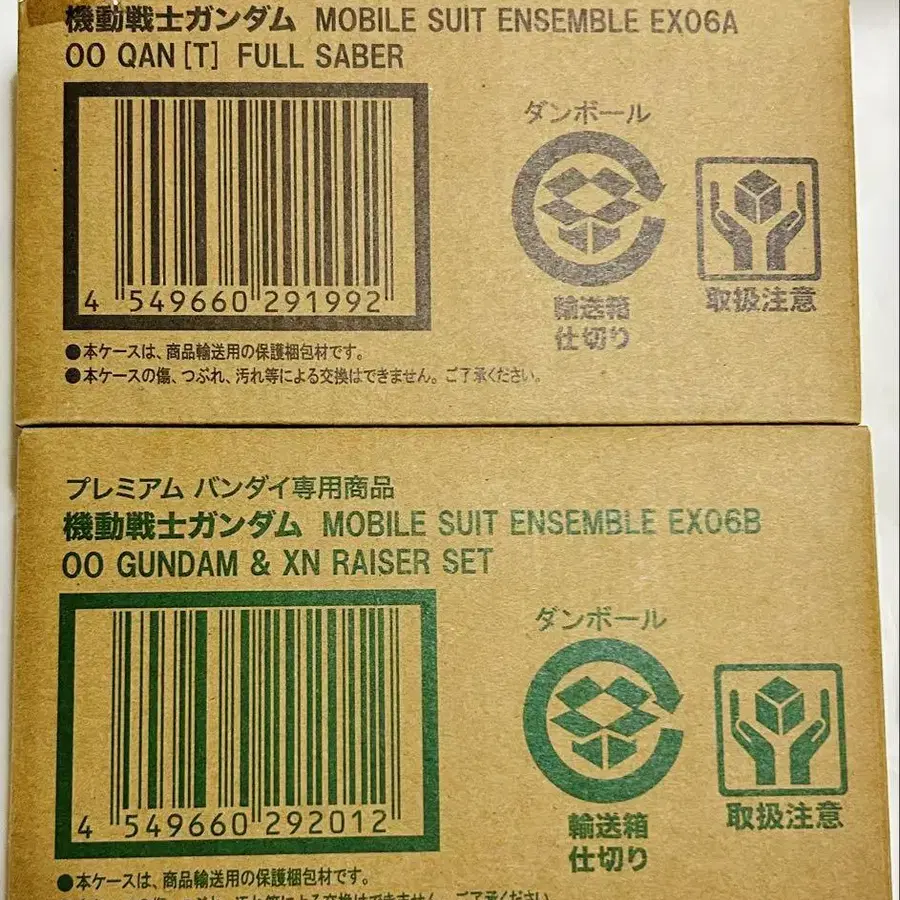 機動戦士ガンダム MOBILE SUIT ENSEMBLE EX06A
00 QAN[T] FULL SABER
ダンボール
4 549660 291992
輸送箱
仕切り
取扱注意
●本ケースは、商品輸送用の保護梱包材です。
●本ケースの傷、つぶれ、汚れ等による交換はできません。ご了承ください。
プレミアム バンダイ専用商品
機動戦士ガンダム MOBILE SUIT ENSEMBLE EX06B
00 GUNDAM & XN RAISER SET
ダンボール
4 549660 292012
輸送箱
仕切り
取扱注意
●本ケースは、商品輸送用の保護梱包材です。